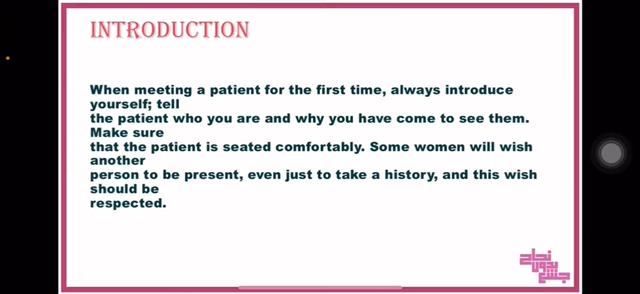 INTRODUCTION
When meeting a patient for the first time, always introduce
yourself; tell
the patient who you are and why you have come to see them.
Make sure
that the patient is seated comfortably. Some women will wish
another
person to be present, even just to take a history, and this wish
should be
respected.